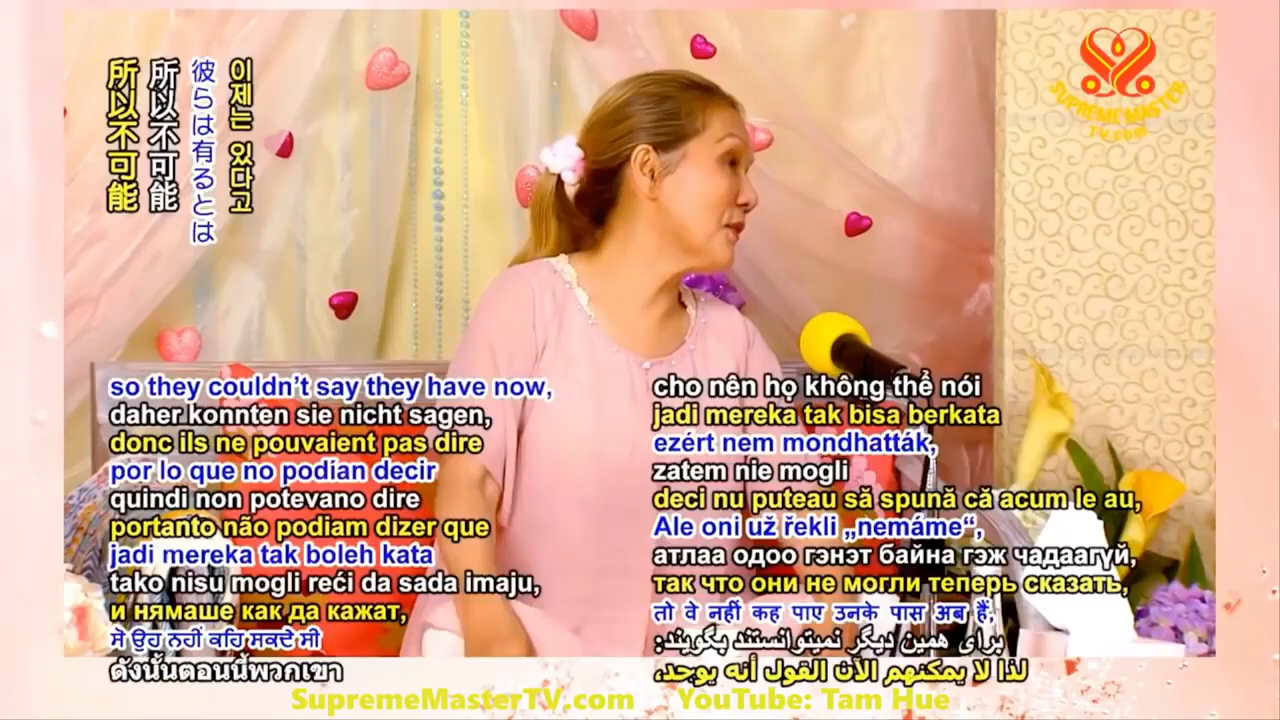 이제는 있다고
彼らは有るとは
所以不可能
所以不可能
SUPREME MASTER
TV.com
so they couldn't say they have now,
daher konnten sie nicht sagen,
donc ils ne pouvaient pas dire
por lo que no podían decir
quindi non potevano dire
portanto não podiam dizer que
jadi mereka tak boleh kata
tako nisu mogli reći da sada imaju,
и нямаше как да кажат,
ਸੋ ਉਹ ਨਹੀਂ ਕਹਿ ਸਕਦੇ ਸੀ
ดังนั้นตอนนี้พวกเขา
cho nên họ không thể nói
jadi mereka tak bisa berkata
ezért nem mondhatták,
zatem nie mogli
deci nu puteau să spună că acum le au,
Ale oni už řekli „nemáme“,
атлаа одоо гэнэт байна гэж чадаагүй,
так что они не могли теперь сказать,
तो वे नहीं कह पाए उनके पास अब हैं,
برای همین دیگر نمیتوانستند بگویند:
لذا لا يمكنهم الآن القول أنه يوجد،
SupremeMasterTV.com YouTube: Tam Hue